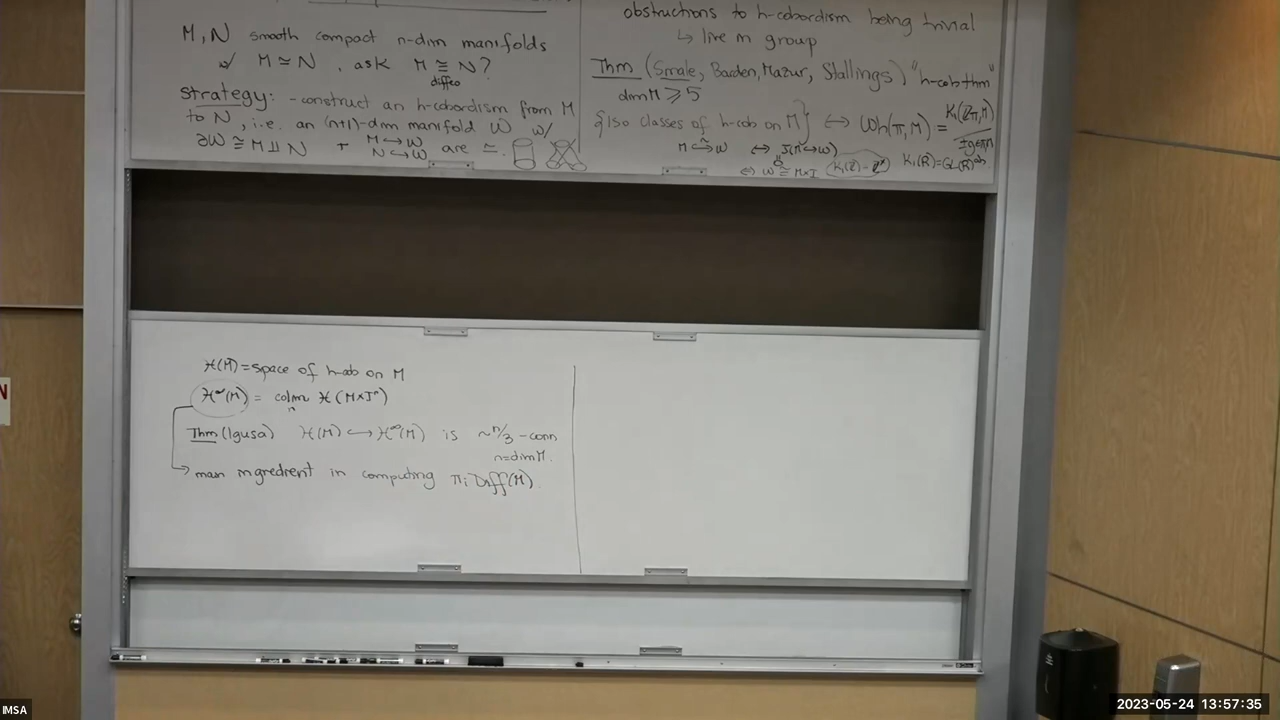 M, N smooth compact n-dim manifolds
w/ M ≃ N , ask M ≅ N?
diffeo
strategy: - construct an h-cobordism from M
to N, i.e. an (n+1)-dim manifold W w/
∂W ≅ M ⨿ N + M ↪ W
N ↪ W are ≃.
obstructions to h-cobordism being trivial
↳ live in group
Thm (Smale, Barden, Mazur, Stallings) "h-cob thm"
dim M ≥ 5
{iso classes of h-cob on M} ↔ Wh(π,M) = K₁(ℤπ,M)
M ↪ W ↔
⇔ W ≅ M×I
K₁(R)=GL(R)ᵃᵇ
H(M) = space of h-cob on M
H^∞(M) = colim H(M×Jⁿ)
n
Thm (Igusa) H(M) ↪ H^∞(M) is ~n/3 -conn
n=dim M.
↳ main ingredient in computing πᵢ Diff(M)
N
IMSA
2023-05-24 13:57:35